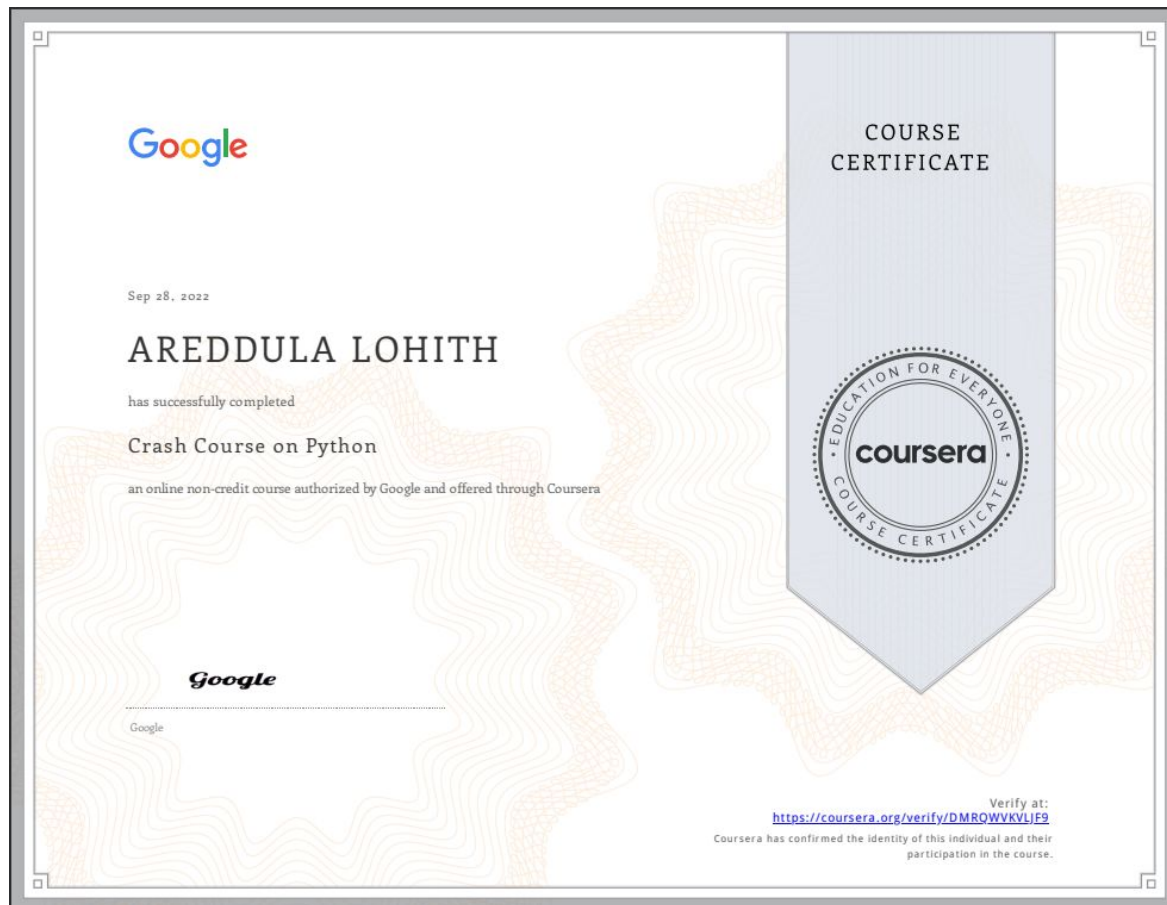 Google
COURSE
CERTIFICATE
Sep 28, 2022
AREDDULA LOHITH
has successfully completed
Crash Course on Python
an online non-credit course authorized by Google and offered through Coursera
EDUCATION FOR EVERYONE
coursera
COURSE CERTIFICATE
Google
Google
Verify at:
https://coursera.org/verify/DMRQWVKVLJF9
Coursera has confirmed the identity of this individual and their
participation in the course.